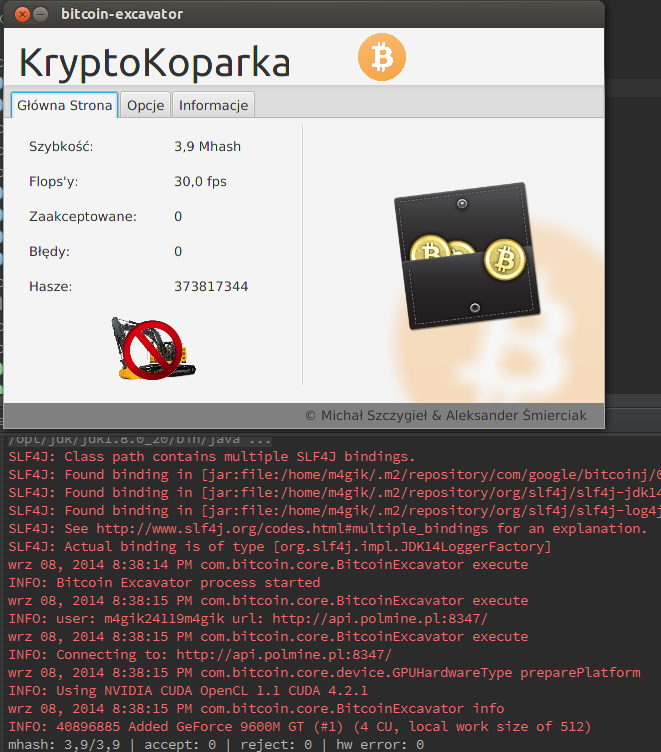 bitcoin-excavator
KryptoKoparka
Główna Strona Opcje Informacje
Szybkość: 3,9 Mhash
Flops'y: 30,0 fps
Zaakceptowane: 0
Błędy: 0
Hasze: 373817344
© Michał Szczygieł & Aleksander Śmierciak
/opt/jdk/jdk1.8.0_20/bin/java ...
SLF4J: Class path contains multiple SLF4J bindings.
SLF4J: Found binding in [jar:file:/home/m4gik/.m2/repository/com/google/bitcoinj/0
SLF4J: Found binding in [jar:file:/home/m4gik/.m2/repository/org/slf4j/slf4j-jdk14
SLF4J: Found binding in [jar:file:/home/m4gik/.m2/repository/org/slf4j/slf4j-log4j
SLF4J: See http://www.slf4j.org/codes.html#multiple_bindings for an explanation.
SLF4J: Actual binding is of type [org.slf4j.impl.JDK14LoggerFactory]
wrz 08, 2014 8:38:14 PM com.bitcoin.core.BitcoinExcavator execute
INFO: Bitcoin Excavator process started
wrz 08, 2014 8:38:15 PM com.bitcoin.core.BitcoinExcavator execute
INFO: user: m4gik24ll9m4gik url: http://api.polmine.pl:8347/
wrz 08, 2014 8:38:15 PM com.bitcoin.core.BitcoinExcavator execute
INFO: Connecting to: http://api.polmine.pl:8347/
wrz 08, 2014 8:38:15 PM com.bitcoin.core.device.GPUHardwareType preparePlatform
INFO: Using NVIDIA CUDA OpenCL 1.1 CUDA 4.2.1
wrz 08, 2014 8:38:15 PM com.bitcoin.core.BitcoinExcavator info
INFO: 40896885 Added GeForce 9600M GT (#1) (4 CU, local work size of 512)
mhash: 3,9/3,9 | accept: 0 | reject: 0 | hw error: 0